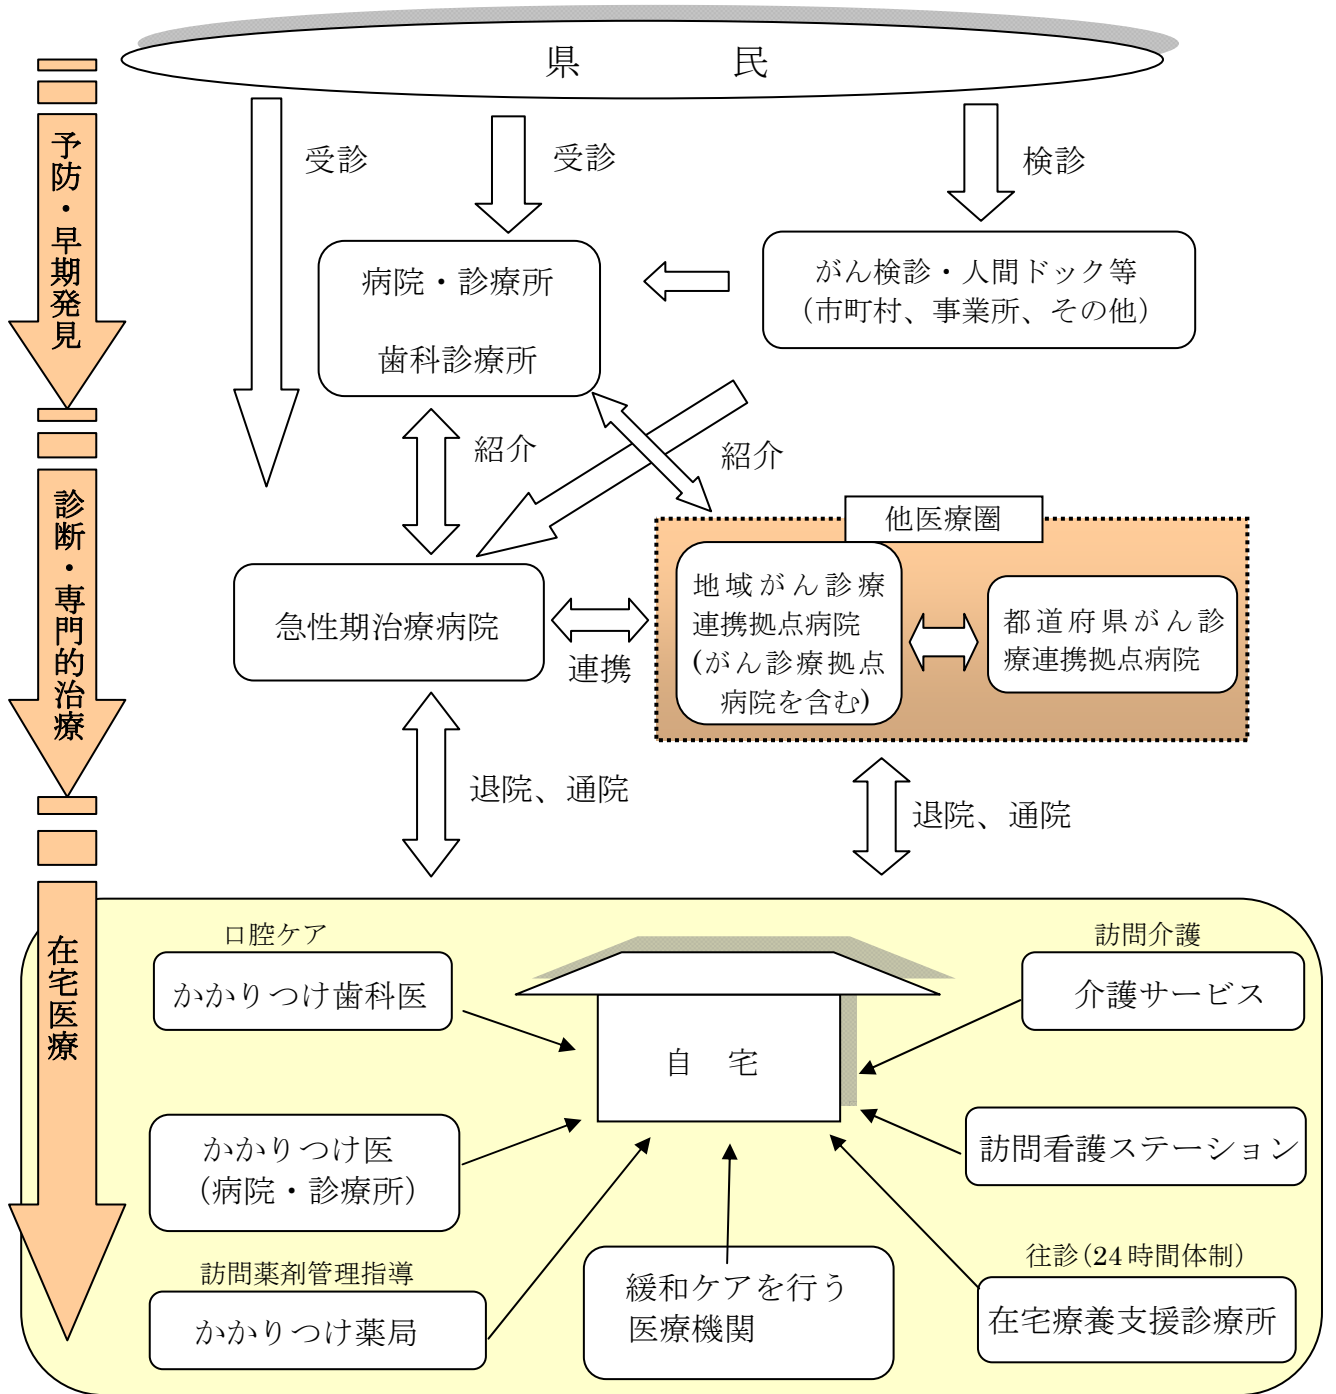 県　民
予防・早期発見
受診
受診
検診
病院・診療所
歯科診療所
がん検診・人間ドック等
（市町村、事業所、その他）
紹介
紹介
診断・専門的治療
他医療圏
急性期治療病院
連携
地域がん診療
連携拠点病院
(がん診療拠点
病院を含む)
都道府県がん診
療連携拠点病院
退院、通院
退院、通院
在宅医療
口腔ケア
かかりつけ歯科医
自　宅
訪問介護
介護サービス
かかりつけ医
（病院・診療所）
訪問看護ステーション
訪問薬剤管理指導
かかりつけ薬局
緩和ケアを行う
医療機関
往診（24時間体制）
在宅療養支援診療所